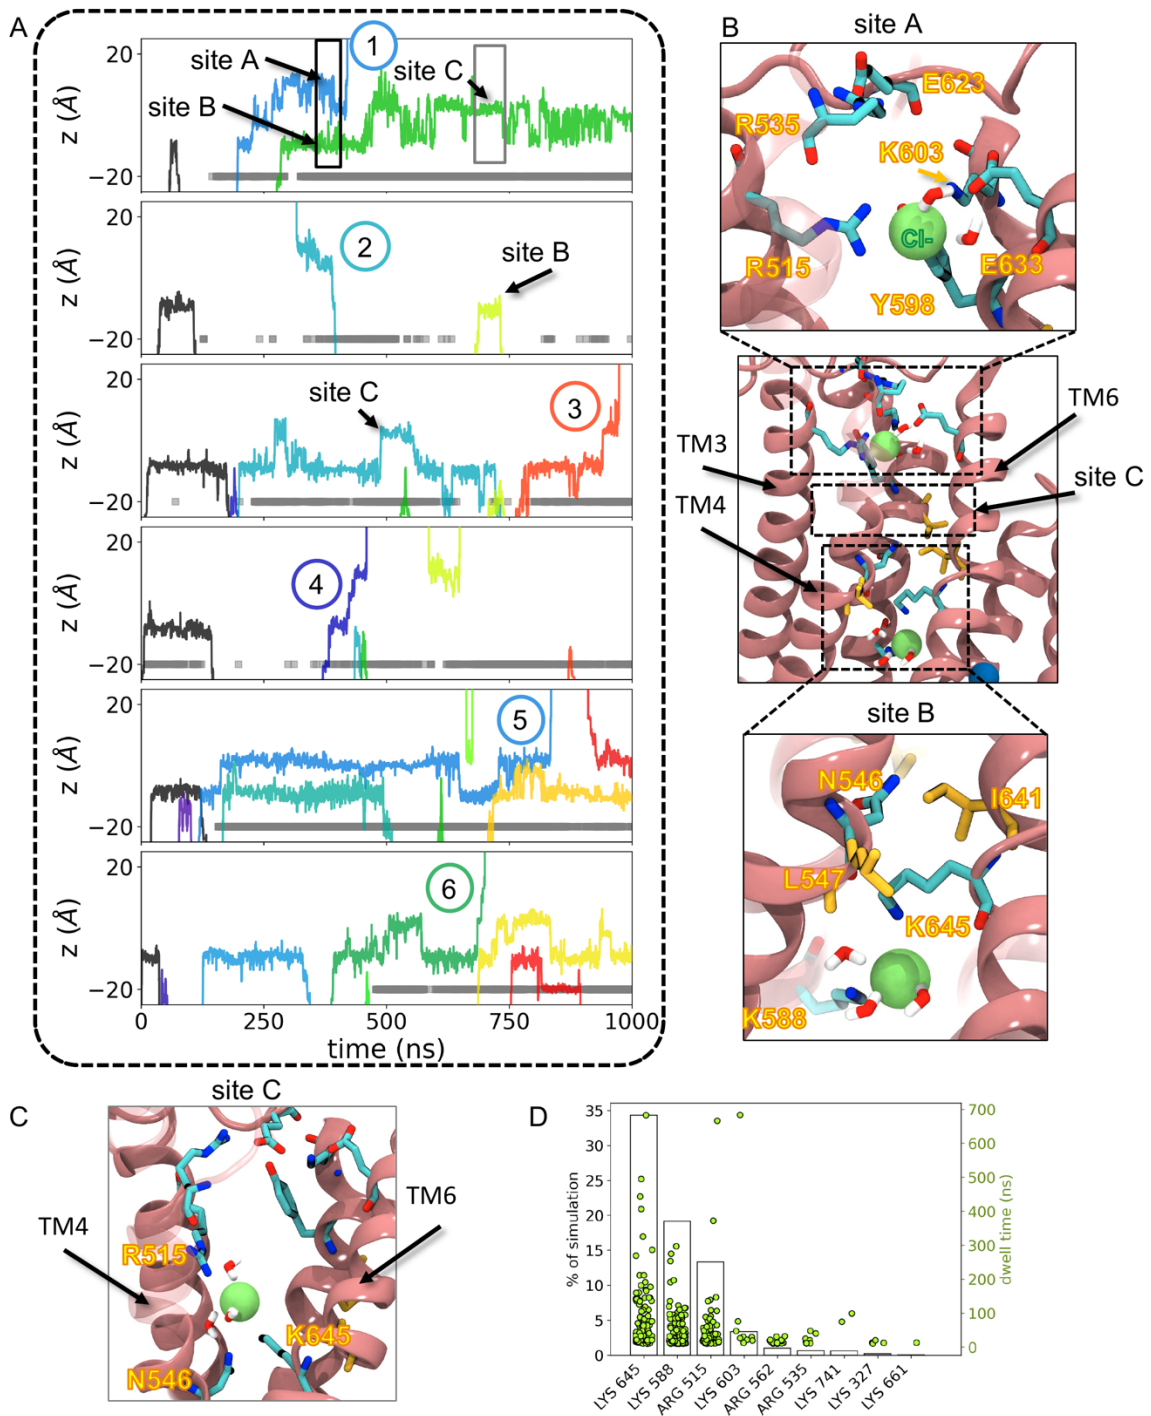 A
20
z (Å)
−20
site A
site B
1
site C
20
z (Å)
−20
2
site B
20
z (Å)
−20
site C
3
20
z (Å)
−20
4
20
z (Å)
−20
5
20
z (Å)
−20
6
0 250 500 750 1000
time (ns)
B
site A
E623
R535
K603
Cl-
R515
E633
Y598
TM3
TM6
TM4
site C
site B
N546
I641
L547
K645
K588
C
site C
TM4
TM6
R515
K645
N546
D
% of simulation
35
30
25
20
15
10
5
0
700
600
500
400
300
200
100
0
dwell time (ns)
LYS 645
LYS 588
ARG 515
LYS 603
ARG 562
ARG 535
LYS 741
LYS 327
LYS 661